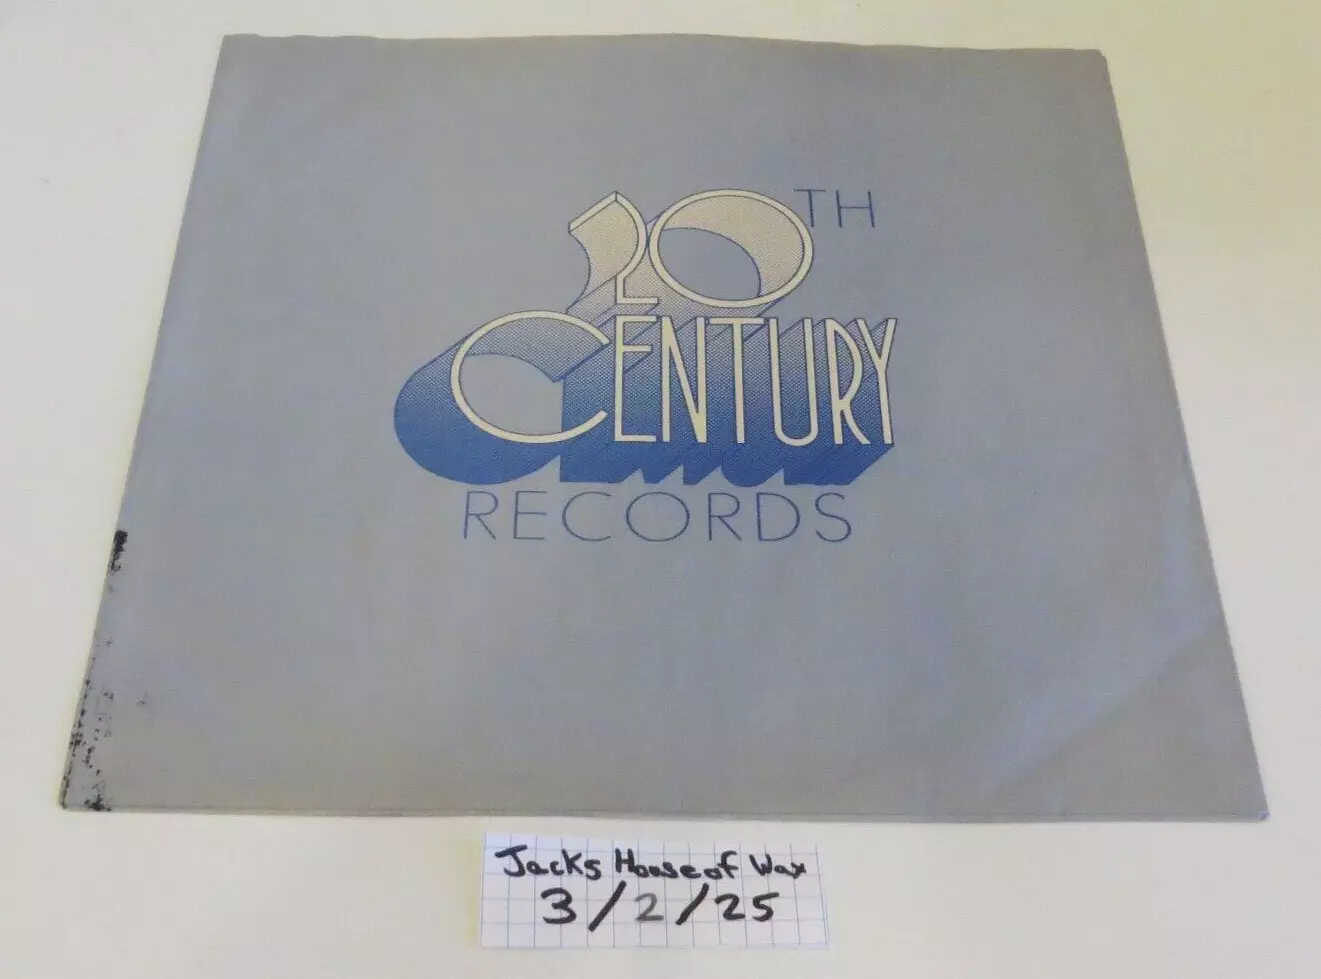 20TH
CENTURY
RECORDS
Jacks House of Wax
3/2/25